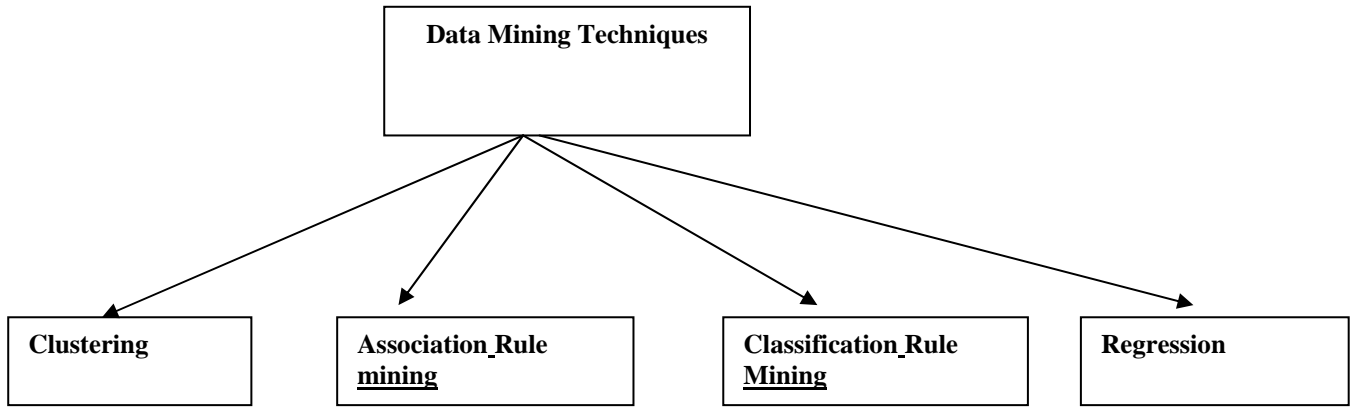 Data Mining Techniques
Clustering
Association Rule
mining
Classification Rule
Mining
Regression